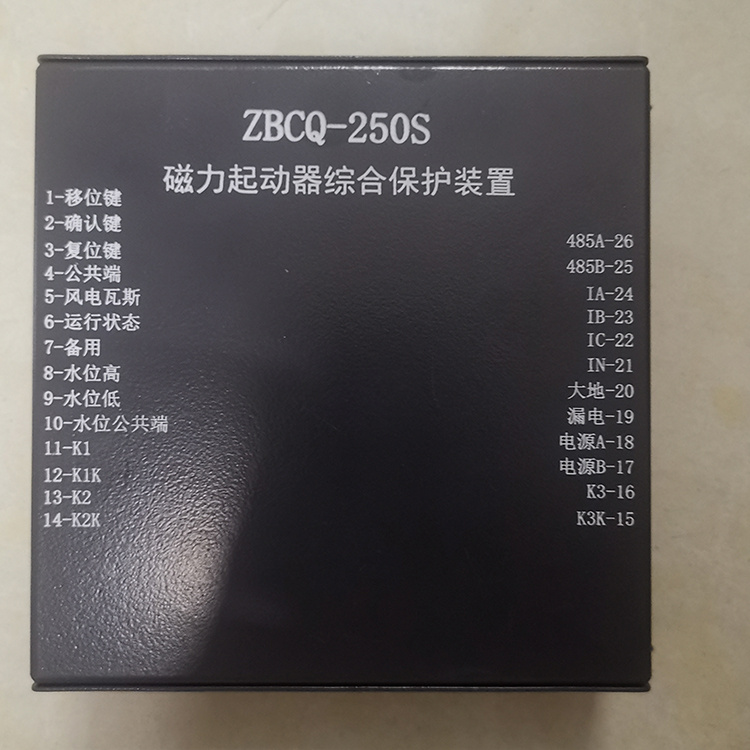 ZBCQ-250S
磁力起动器综合保护装置
1-移位键
2-确认键
3-复位键
4-公共端
5-风电瓦斯
6-运行状态
7-备用
8-水位高
9-水位低
10-水位公共端
11-K1
12-K1K
13-K2
14-K2K
485A-26
485B-25
IA-24
IB-23
IC-22
IN-21
大地-20
漏电-19
电源A-18
电源B-17
K3-16
K3K-15